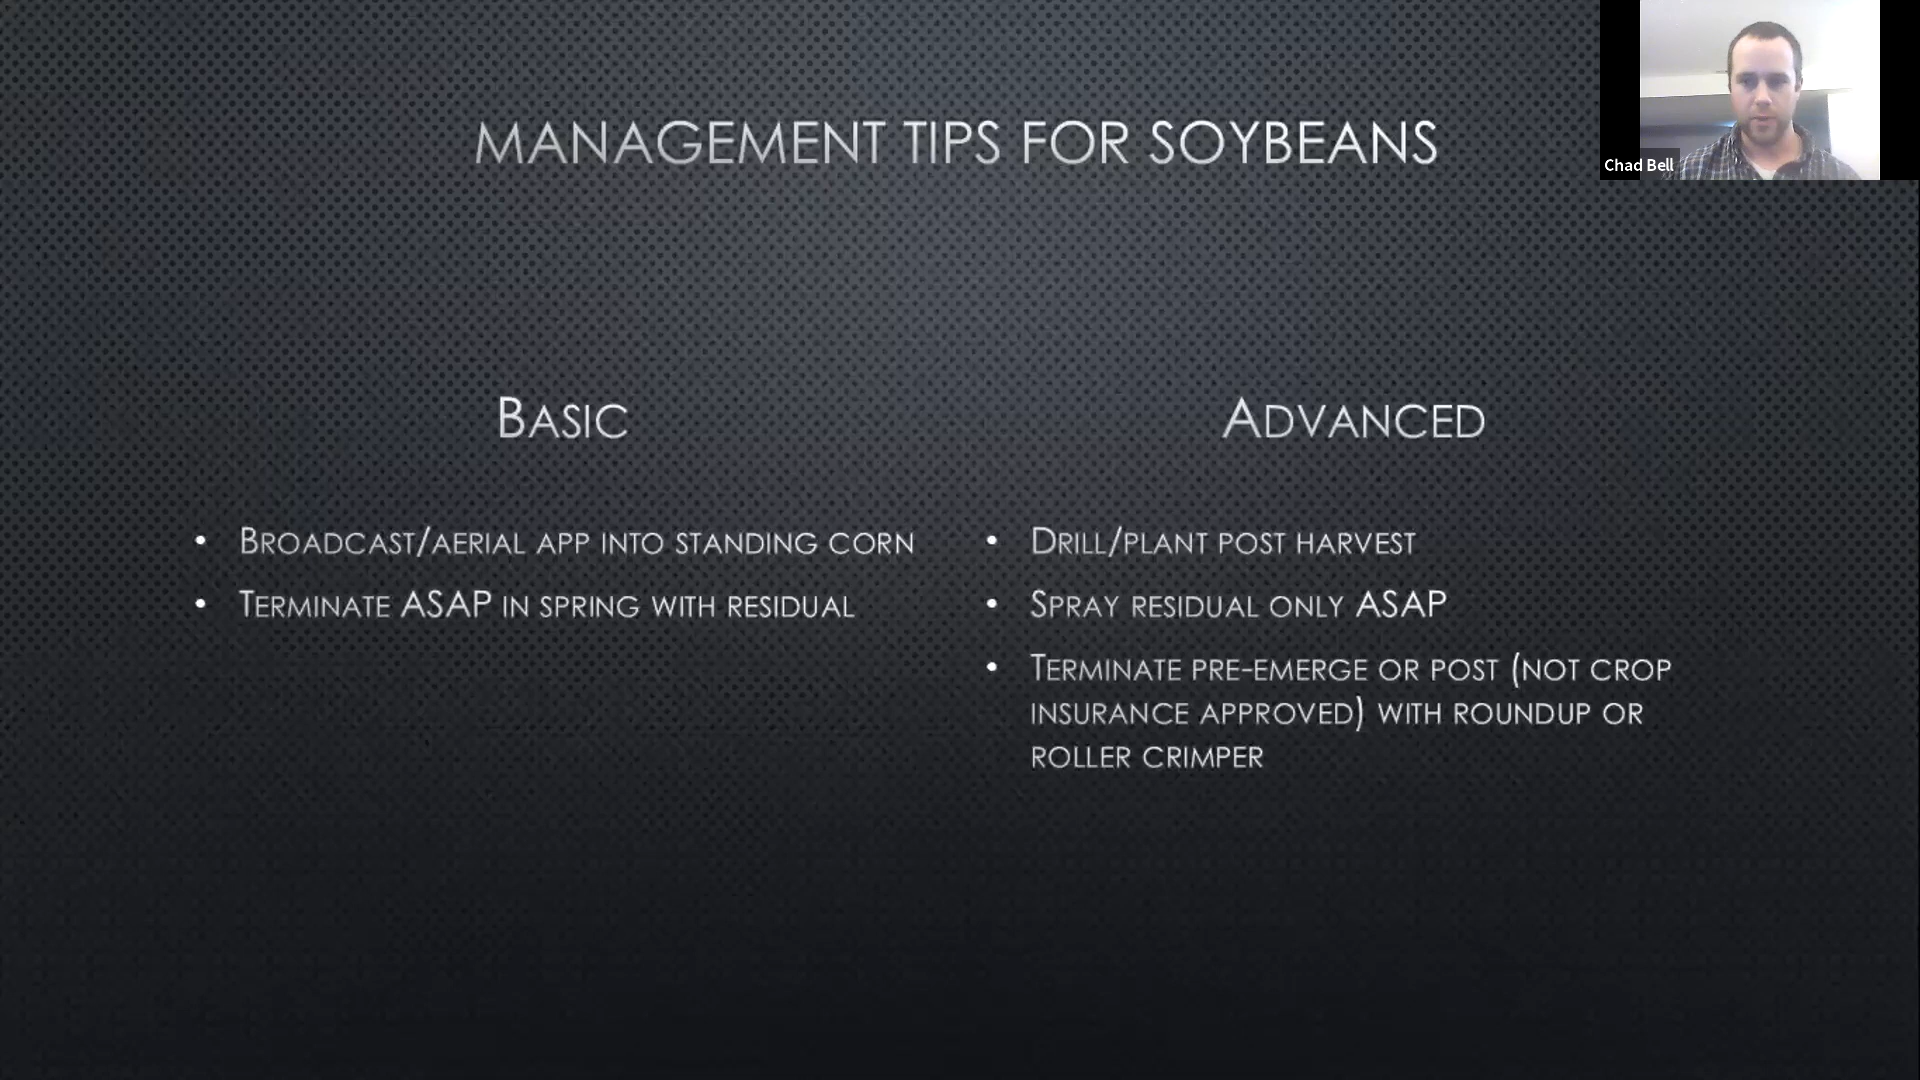 MANAGEMENT TIPS FOR SOYBEANS
Chad Bell
BASIC
• BROADCAST/AERIAL APP INTO STANDING CORN
• TERMINATE ASAP IN SPRING WITH RESIDUAL
ADVANCED
• DRILL/PLANT POST HARVEST
• SPRAY RESIDUAL ONLY ASAP
• TERMINATE PRE-EMERGE OR POST (NOT CROP
INSURANCE APPROVED) WITH ROUNDUP OR
ROLLER CRIMPER